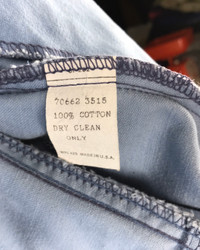 70662 3515
100% COTTON
DRY CLEAN
ONLY
MADE IN U.S.A.